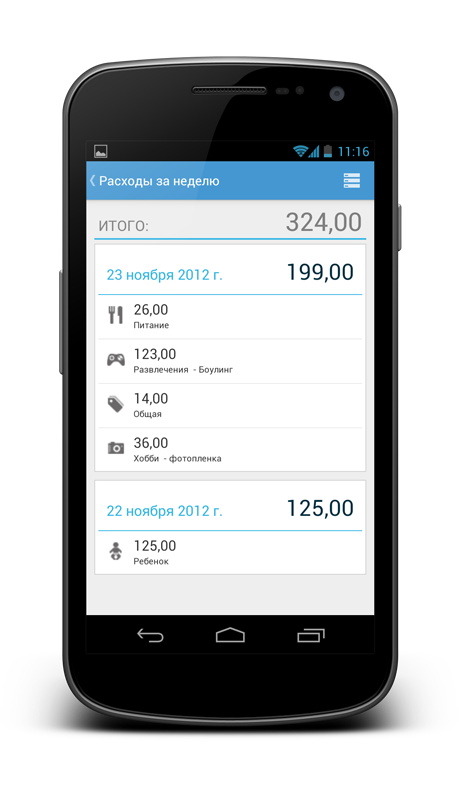 11:16
Расходы за неделю
ИТОГО: 324,00
23 ноября 2012 г. 199,00
26,00
Питание
123,00
Развлечения - Боулинг
14,00
Общая
36,00
Хобби - фотопленка
22 ноября 2012 г. 125,00
125,00
Ребенок